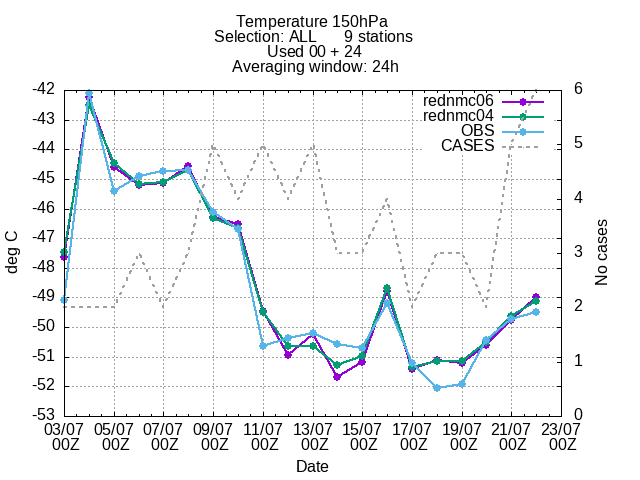 Temperature 150hPa
Selection: ALL 9 stations
Used 00 + 24
Averaging window: 24h
rednmc06
rednmc04
OBS
CASES
-42
-43
-44
-45
-46
-47
-48
-49
-50
-51
-52
-53
deg C
6
5
4
3
2
1
0
No cases
03/07 05/07 07/07 09/07 11/07 13/07 15/07 17/07 19/07 21/07 23/07
00Z 00Z 00Z 00Z 00Z 00Z 00Z 00Z 00Z 00Z 00Z
Date